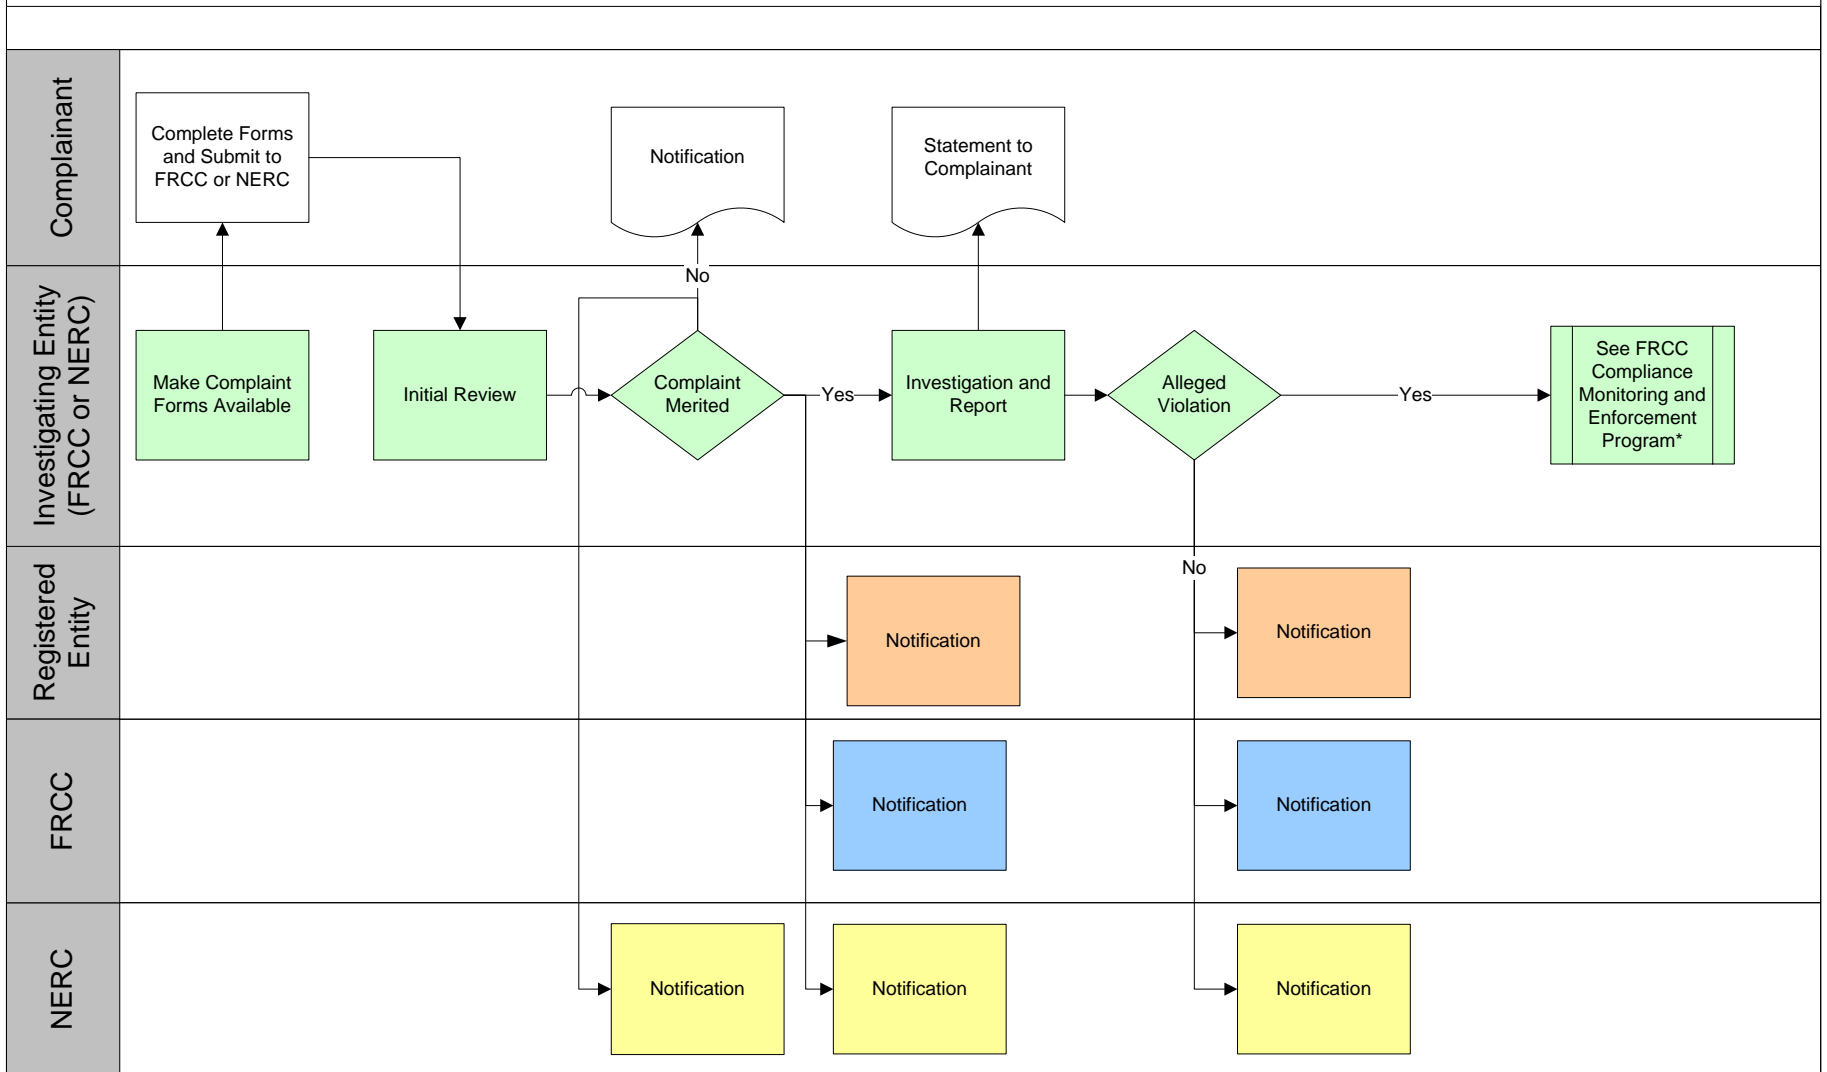 Complainant
Complete Forms
and Submit to
FRCC or NERC
Notification
Statement to
Complainant
Investigating Entity
(FRCC or NERC)
No
Make Complaint
Forms Available
Initial Review
Complaint
Merited
Yes
Investigation and
Report
Alleged
Violation
Yes
See FRCC
Compliance
Monitoring and
Enforcement
Program*
Registered
Entity
No
Notification
Notification
FRCC
Notification
Notification
NERC
Notification
Notification
Notification